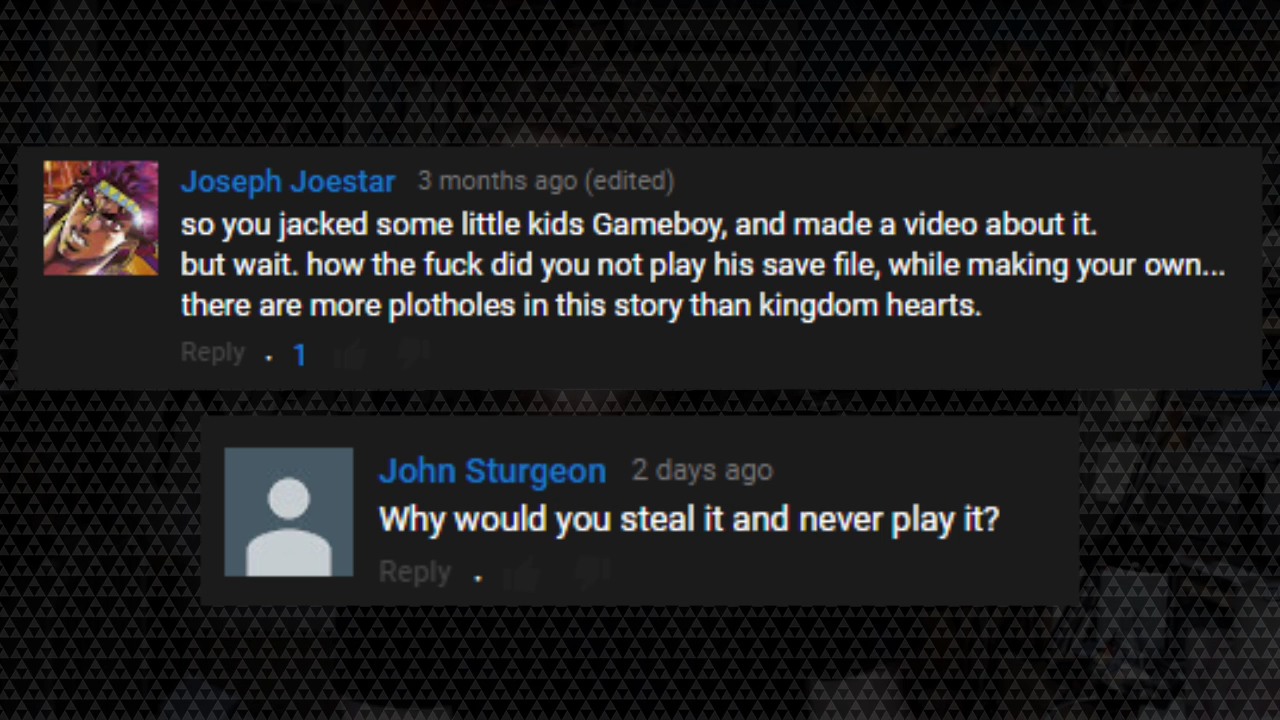 Joseph Joestar 3 months ago (edited)
so you jacked some little kids Gameboy, and made a video about it.
but wait. how the fuck did you not play his save file, while making your own...
there are more plotholes in this story than kingdom hearts.
Reply · 1
John Sturgeon 2 days ago
Why would you steal it and never play it?
Reply ·